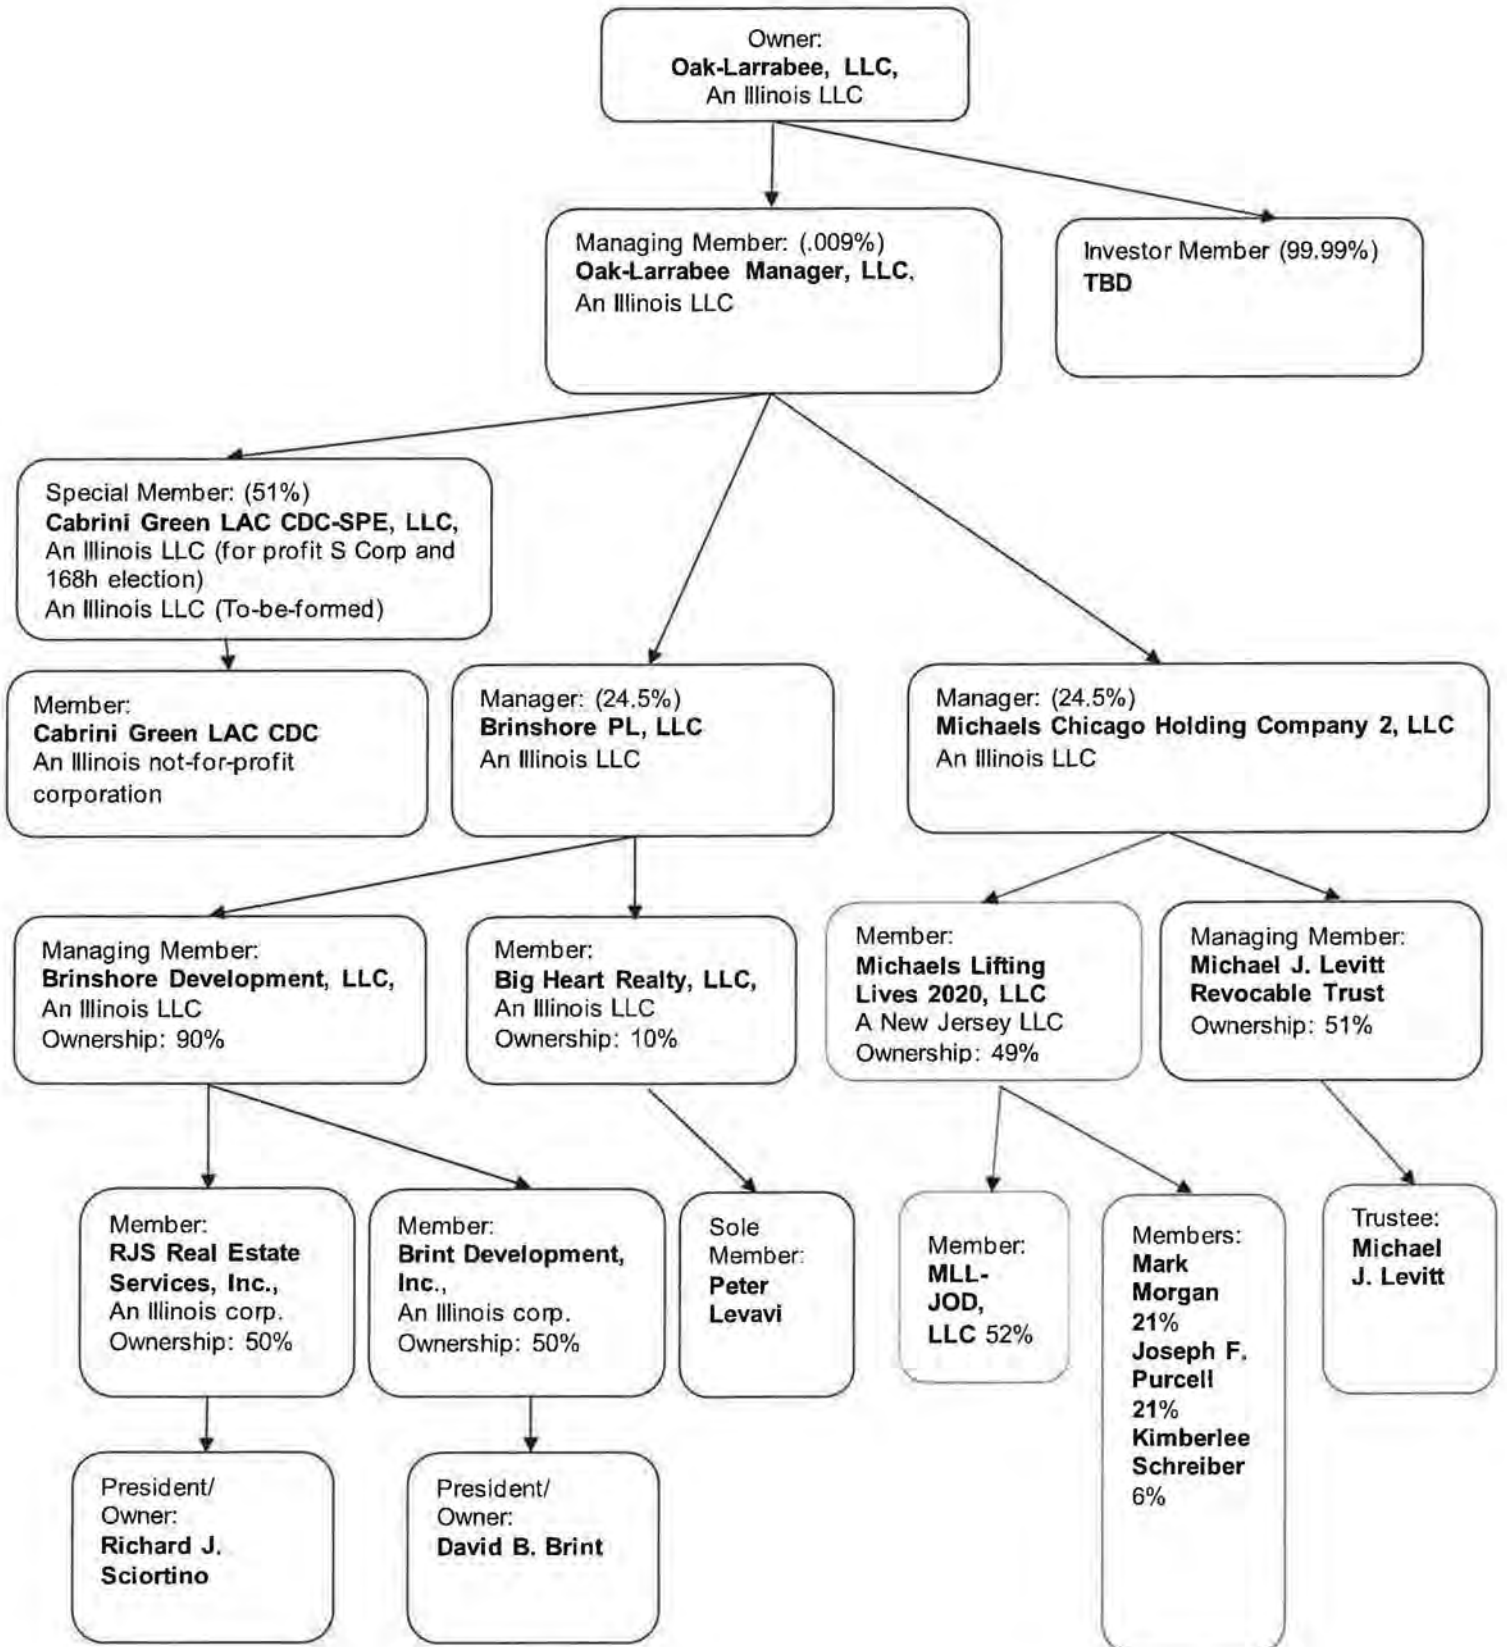 Owner:
Oak-Larrabee, LLC,
An Illinois LLC
Managing Member: (.009%)
Oak-Larrabee Manager, LLC,
An Illinois LLC
Investor Member (99.99%)
TBD
Special Member: (51%)
Cabrini Green LAC CDC-SPE, LLC,
An Illinois LLC (for profit S Corp and
168h election)
An Illinois LLC (To-be-formed)
Member:
Cabrini Green LAC CDC
An Illinois not-for-profit
corporation
Manager: (24.5%)
Brinshore PL, LLC
An Illinois LLC
Manager: (24.5%)
Michaels Chicago Holding Company 2, LLC
An Illinois LLC
Managing Member:
Brinshore Development, LLC,
An Illinois LLC
Ownership: 90%
Member:
Big Heart Realty, LLC,
An Illinois LLC
Ownership: 10%
Member:
Michaels Lifting
Lives 2020, LLC
A New Jersey LLC
Ownership: 49%
Managing Member:
Michael J. Levitt
Revocable Trust
Ownership: 51%
Member:
RJS Real Estate
Services, Inc.,
An Illinois corp.
Ownership: 50%
Member:
Brint Development,
Inc.,
An Illinois corp.
Ownership: 50%
Sole
Member:
Peter
Levavi
Member:
MLL-
JOD,
LLC 52%
Members:
Mark
Morgan
21%
Joseph F.
Purcell
21%
Kimberlee
Schreiber
6%
Trustee:
Michael
J. Levitt
President/
Owner:
Richard J.
Sciortino
President/
Owner:
David B. Brint